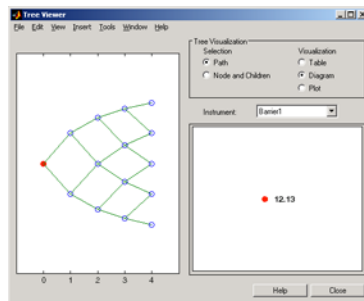 Tree Viewer
File Edit View Insert Tools Window Help
Tree Visualization
Selection
Path
Node and Children
Visualization
Table
Diagram
Plot
Instrument
Barrier1
12.13
0 1 2 3 4
Help Close